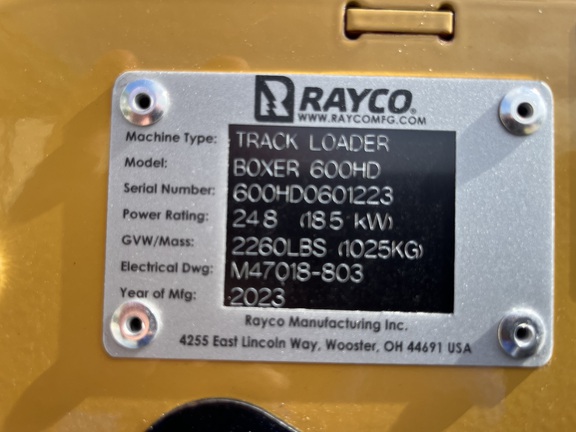 RAYCO®
WWW.RAYCOMFG.COM
Machine Type: TRACK LOADER
Model: BOXER 600HD
Serial Number: 600HD0601223
Power Rating: 24.8 (18.5 kW)
GVW/Mass: 2260LBS (1025KG)
Electrical Dwg: M47018-803
Year of Mfg: 2023
Rayco Manufacturing Inc.
4255 East Lincoln Way, Wooster, OH 44691 USA